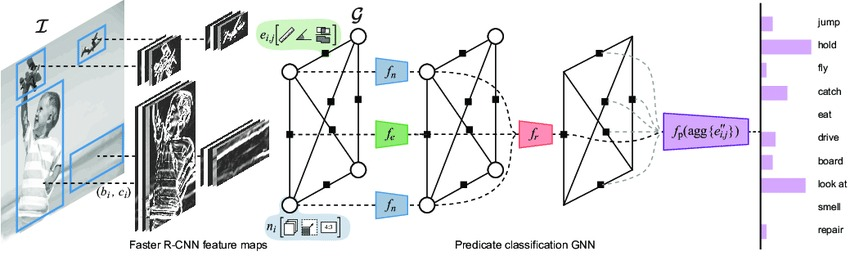 𝓘
e_{i,j}
𝓖
(b_i, c_i)
n_i
4:3
f_n
f_e
f_n
f_r
f_p(agg{e''_{i,j}})
jump
hold
fly
catch
eat
drive
board
look at
smell
repair
Faster R-CNN feature maps
Predicate classification GNN